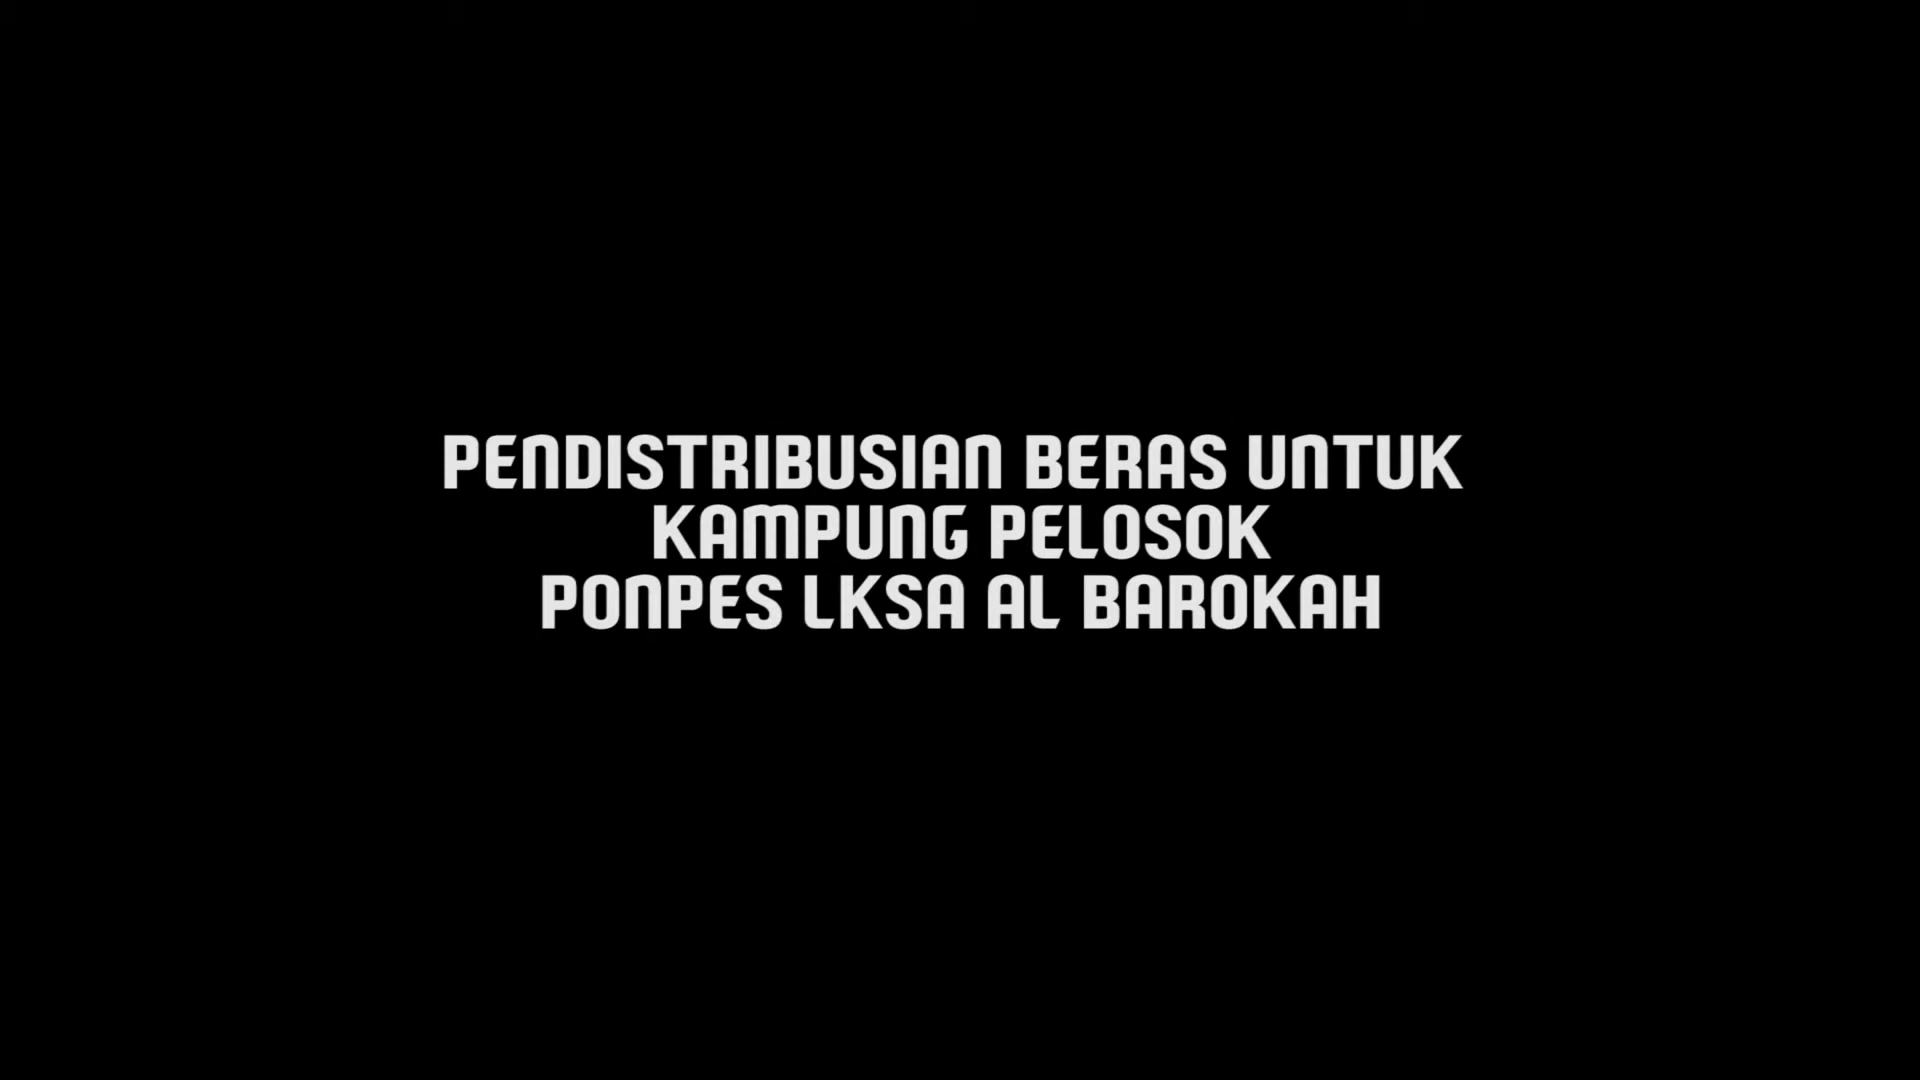 PENDISTRIBUSIAN BERAS UNTUK
KAMPUNG PELOSOK
PONPES LKSA AL BAROKAH